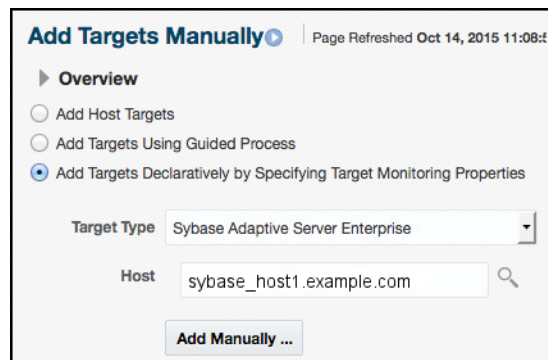 Add Targets Manually Page Refreshed Oct 14, 2015 11:08:
Overview
Add Host Targets
Add Targets Using Guided Process
Add Targets Declaratively by Specifying Target Monitoring Properties
Target Type Sybase Adaptive Server Enterprise
Host sybase_host1.example.com
Add Manually ...